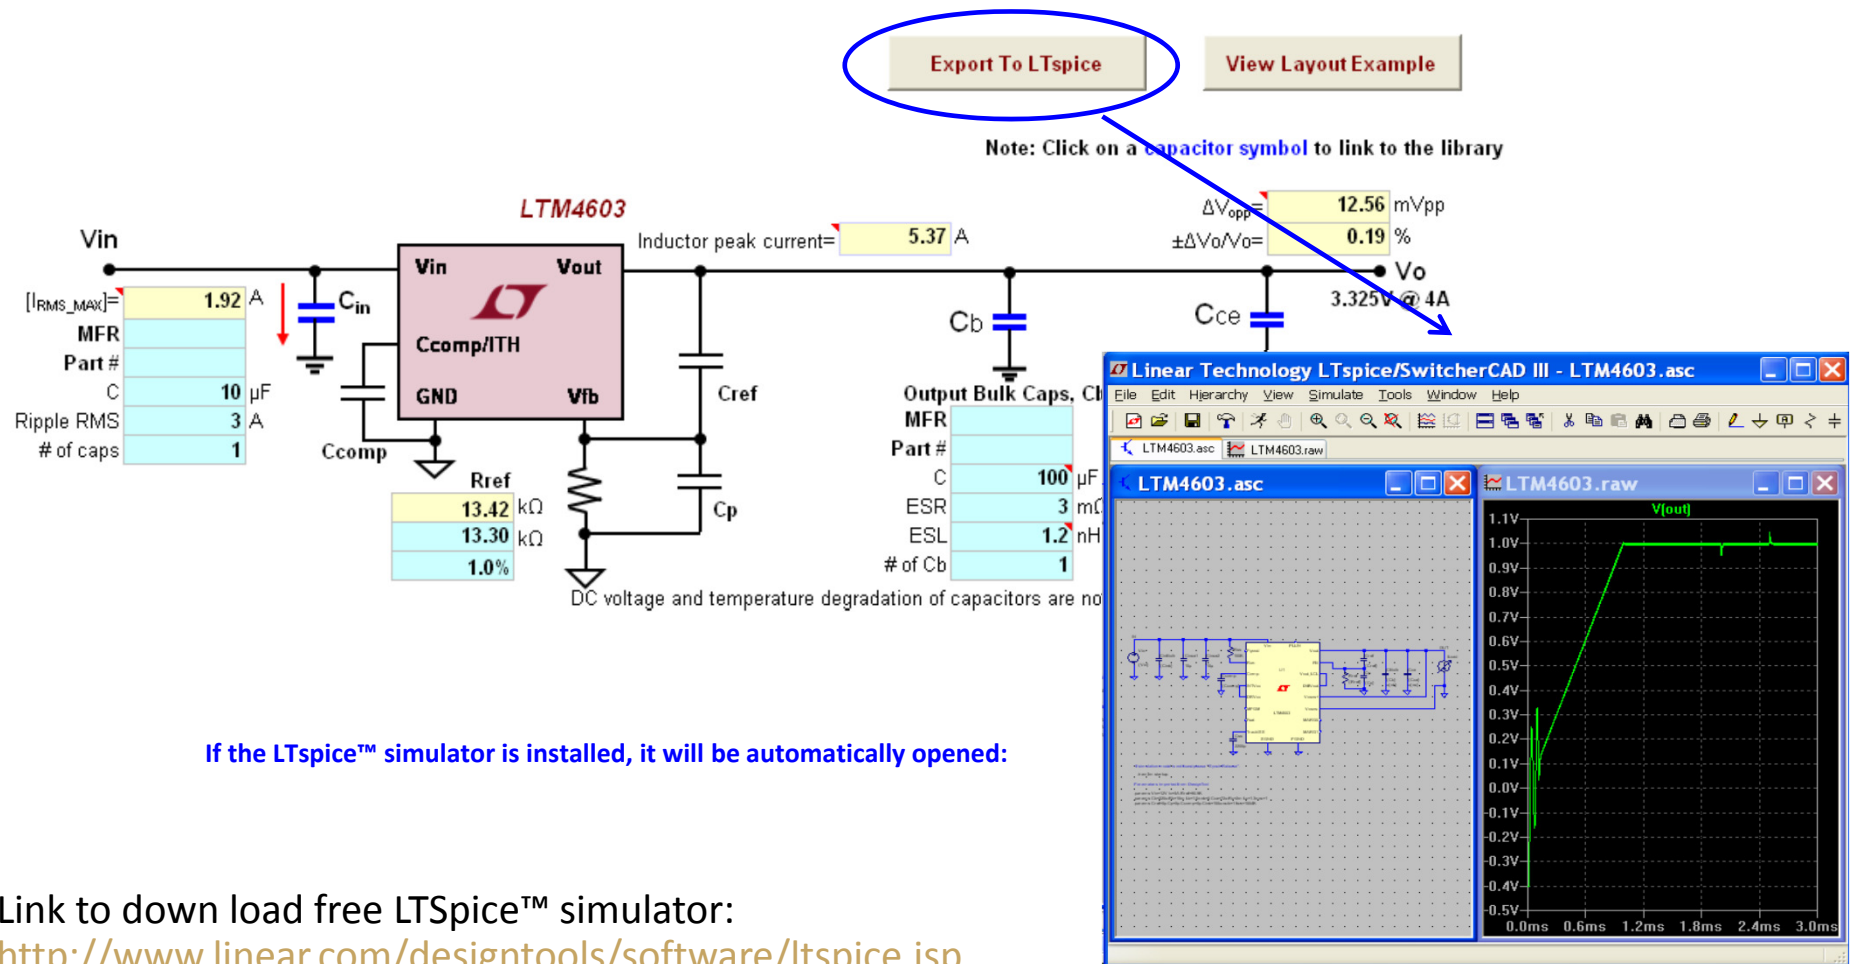 Export To LTspice
View Layout Example
Note: Click on a capacitor symbol to link to the library
LTM4603
ΔVopp= 12.56 mVpp
±ΔVo/Vo= 0.19 %
Inductor peak current= 5.37 A
Vin
Vin Vout
Vo
3.325V @ 4A
[IRMS_MAX]= 1.92 A
Cin
MFR
Part #
C 10 µF
Ripple RMS 3 A
# of caps 1
Ccomp/ITH
GND Vfb
Ccomp
Cref
Cp
Cb
Cce
Rref
13.42 kΩ
13.30 kΩ
1.0%
Output Bulk Caps,
MFR
Part #
C 100 µF
ESR 3
ESL 1.2 nH
# of Cb 1
DC voltage and temperature degradation of capacitors are
Linear Technology LTspice/SwitcherCAD III - LTM4603.asc
File Edit Hierarchy View Simulate Tools Window Help
LTM4603.asc LTM4603.raw
LTM4603.asc
LTM4603.raw
V(out)
1.1V
1.0V
0.9V
0.8V
0.7V
0.6V
0.5V
0.4V
0.3V
0.2V
0.1V
0.0V
-0.1V
-0.2V
-0.3V
-0.4V
-0.5V
0.0ms 0.6ms 1.2ms 1.8ms 2.4ms 3.0ms
If the LTspice™ simulator is installed, it will be automatically opened:
Link to down load free LTSpice™ simulator:
http://www.linear.com/designtools/software/ltspice.jsp